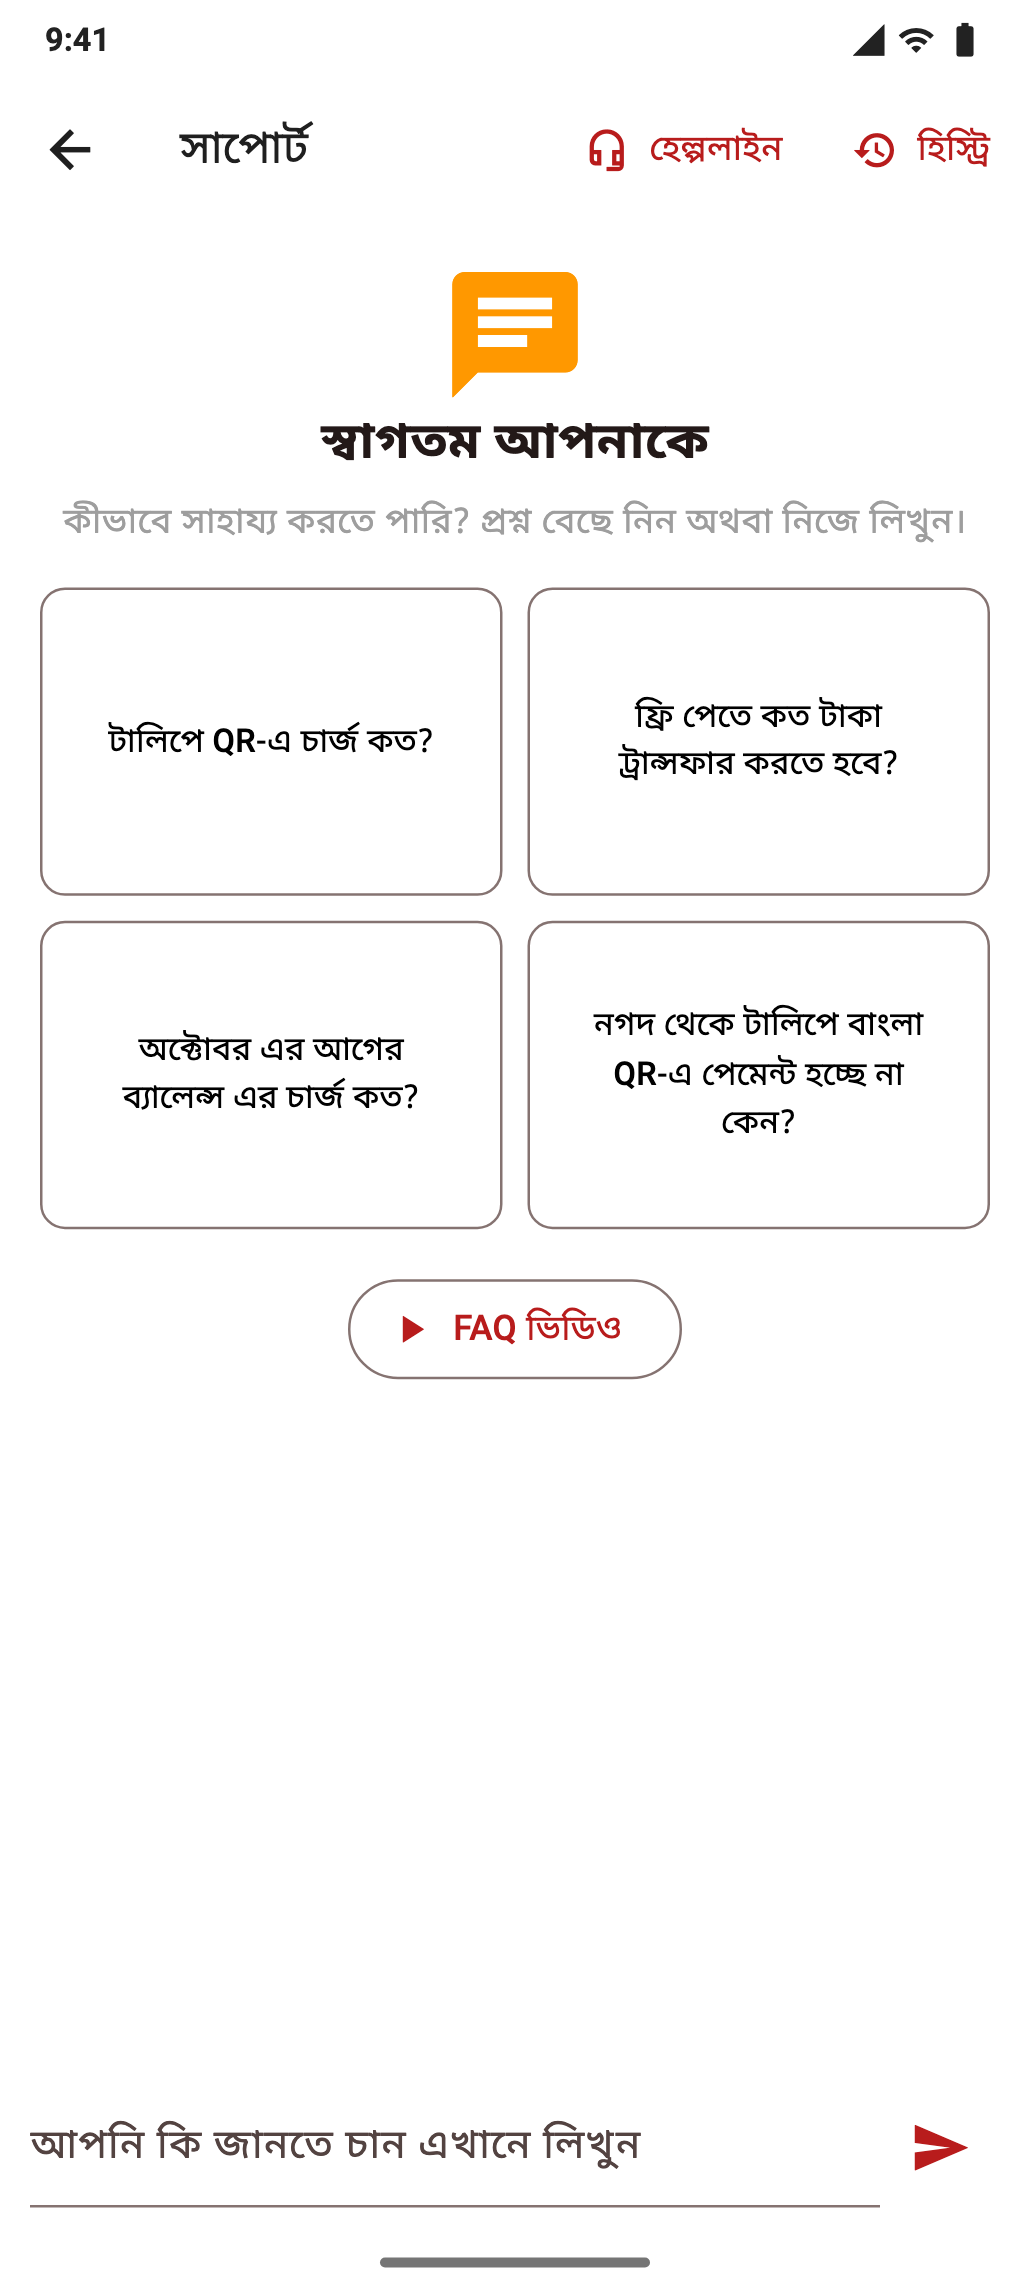 9:41
সাপোর্ট
হেল্পলাইন
হিস্ট্রি
স্বাগতম আপনাকে
কীভাবে সাহায্য করতে পারি? প্রশ্ন বেছে নিন অথবা নিজে লিখুন।
টালিপে QR-এ চার্জ কত?
ফ্রি পেতে কত টাকা
ট্রান্সফার করতে হবে?
অক্টোবর এর আগের
ব্যালেন্স এর চার্জ কত?
নগদ থেকে টালিপে বাংলা
QR-এ পেমেন্ট হচ্ছে না
কেন?
FAQ ভিডিও
আপনি কি জানতে চান এখানে লিখুন